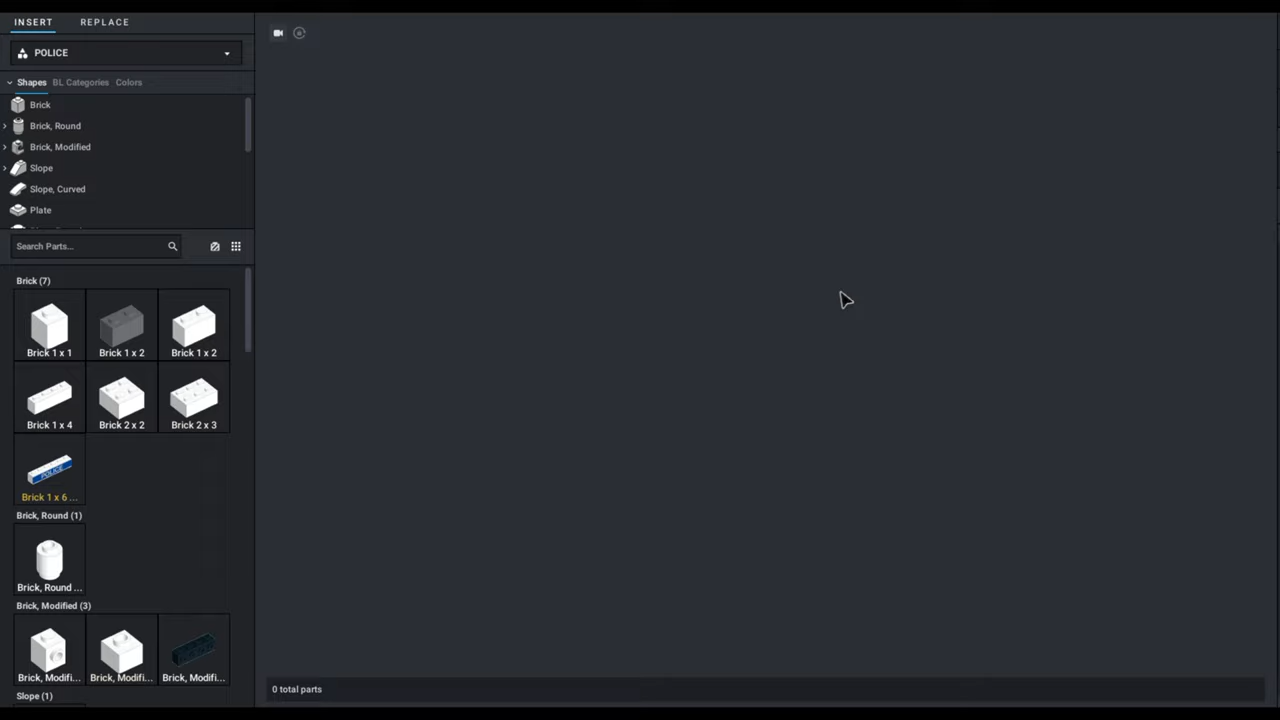 INSERT REPLACE
POLICE
Shapes BL Categories Colors
Brick
Brick, Round
Brick, Modified
Slope
Slope, Curved
Plate
Search Parts...
Brick (7)
Brick 1 x 1 Brick 1 x 2 Brick 1 x 2
Brick 1 x 4 Brick 2 x 2 Brick 2 x 3
POLICE
Brick 1 x 6 ...
Brick, Round (1)
Brick, Round ...
Brick, Modified (3)
Brick, Modifi... Brick, Modifi... Brick, Modifi...
Slope (1)
0 total parts